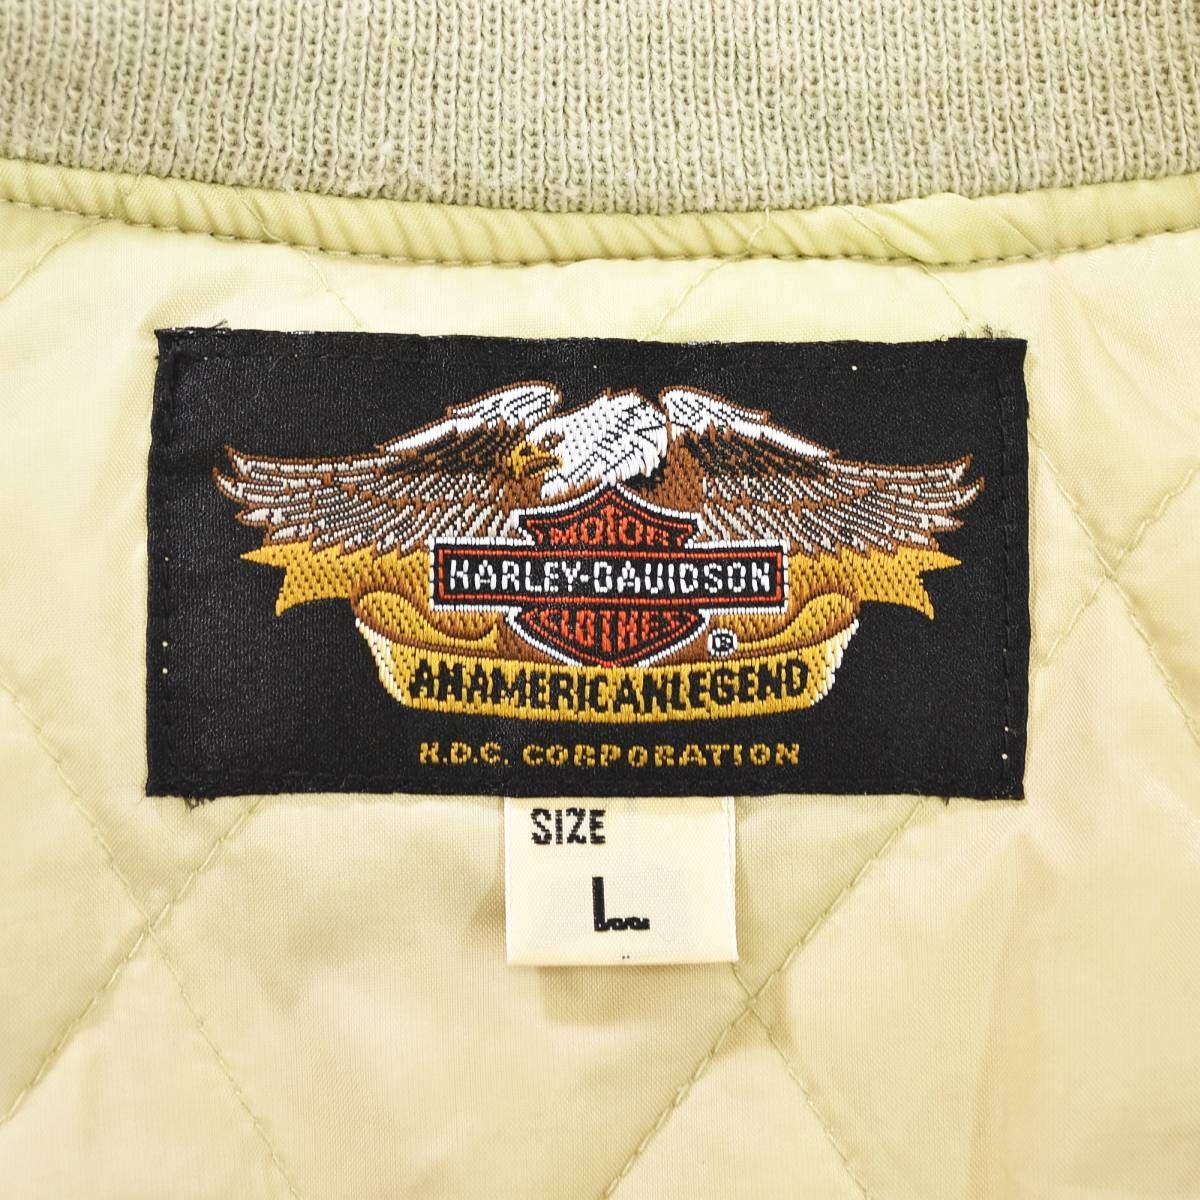 MOTOR
HARLEY-DAVIDSON
CLOTHES
®
AN AMERICAN LEGEND
H.D.C. CORPORATION
SIZE
L